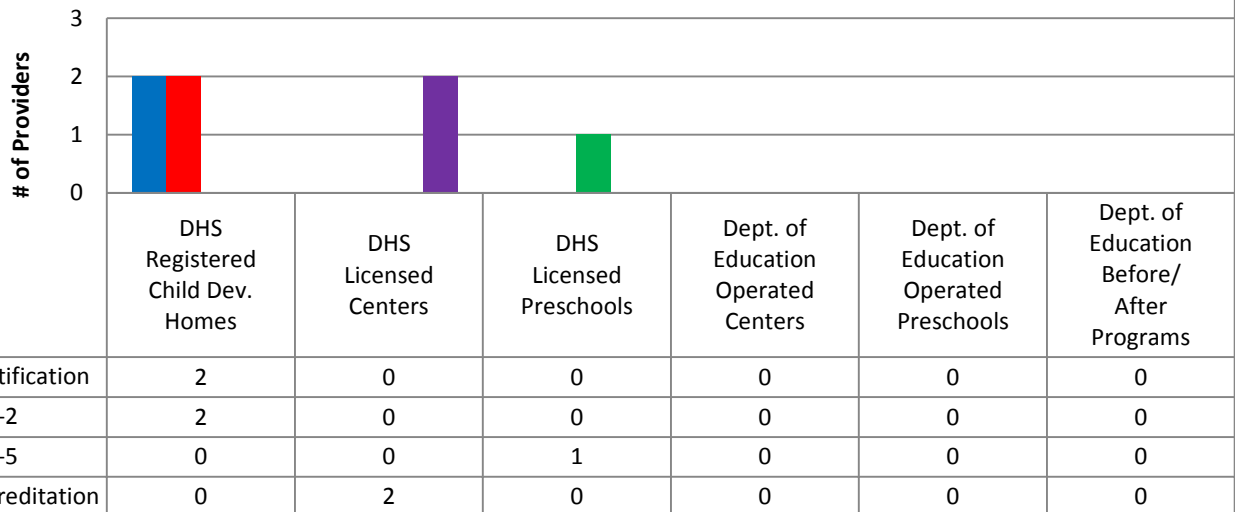 3
2
1
0
# of Providers
DHS
Registered
Child Dev.
Homes
DHS
Licensed
Centers
DHS
Licensed
Preschools
Dept. of
Education
Operated
Centers
Dept. of
Education
Operated
Preschools
Dept. of
Education
Before/
After
Programs
tification 2 0 0 0 0 0
-2 2 0 0 0 0 0
-5 0 0 1 0 0 0
reditation 0 2 0 0 0 0